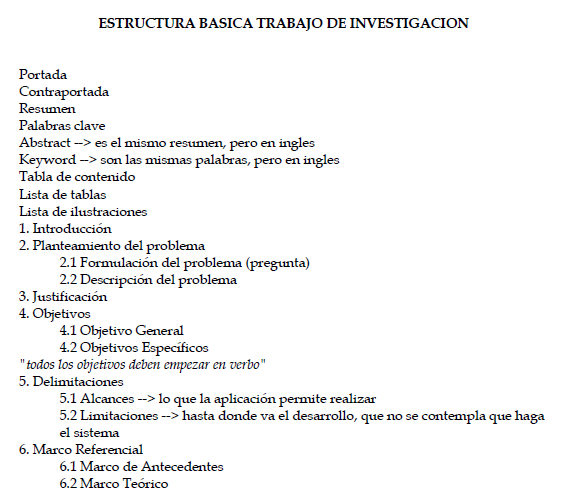 ESTRUCTURA BASICA TRABAJO DE INVESTIGACION
Portada
Contraportada
Resumen
Palabras clave
Abstract --> es el mismo resumen, pero en ingles
Keyword --> son las mismas palabras, pero en ingles
Tabla de contenido
Lista de tablas
Lista de ilustraciones
1. Introducción
2. Planteamiento del problema
2.1 Formulación del problema (pregunta)
2.2 Descripción del problema
3. Justificación
4. Objetivos
4.1 Objetivo General
4.2 Objetivos Específicos
"todos los objetivos deben empezar en verbo"
5. Delimitaciones
5.1 Alcances --> lo que la aplicación permite realizar
5.2 Limitaciones --> hasta donde va el desarrollo, que no se contempla que haga
el sistema
6. Marco Referencial
6.1 Marco de Antecedentes
6.2 Marco Teórico